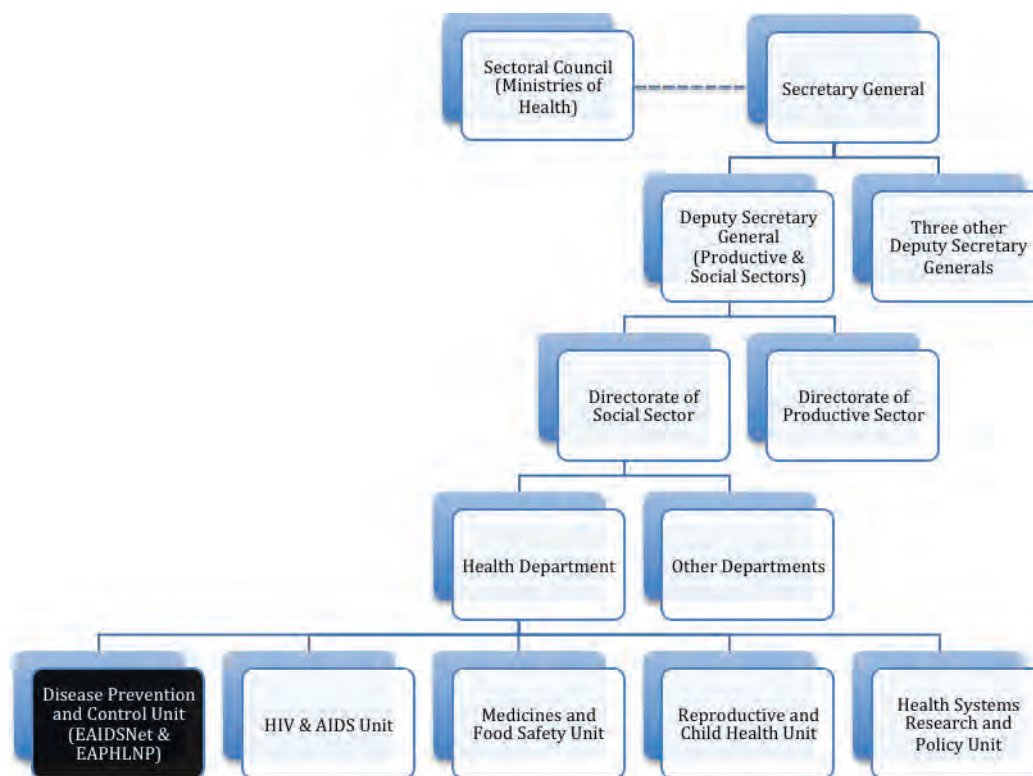 Sectoral Council
(Ministries of
Health)
Secretary General
Deputy Secretary
General
(Productive &
Social Sectors)
Three other
Deputy Secretary
Generals
Directorate of
Social Sector
Directorate of
Productive Sector
Health Department
Other Departments
Disease Prevention
and Control Unit
(EAIDSNet &
EAPHLNP)
HIV & AIDS Unit
Medicines and
Food Safety Unit
Reproductive and
Child Health Unit
Health Systems
Research and
Policy Unit